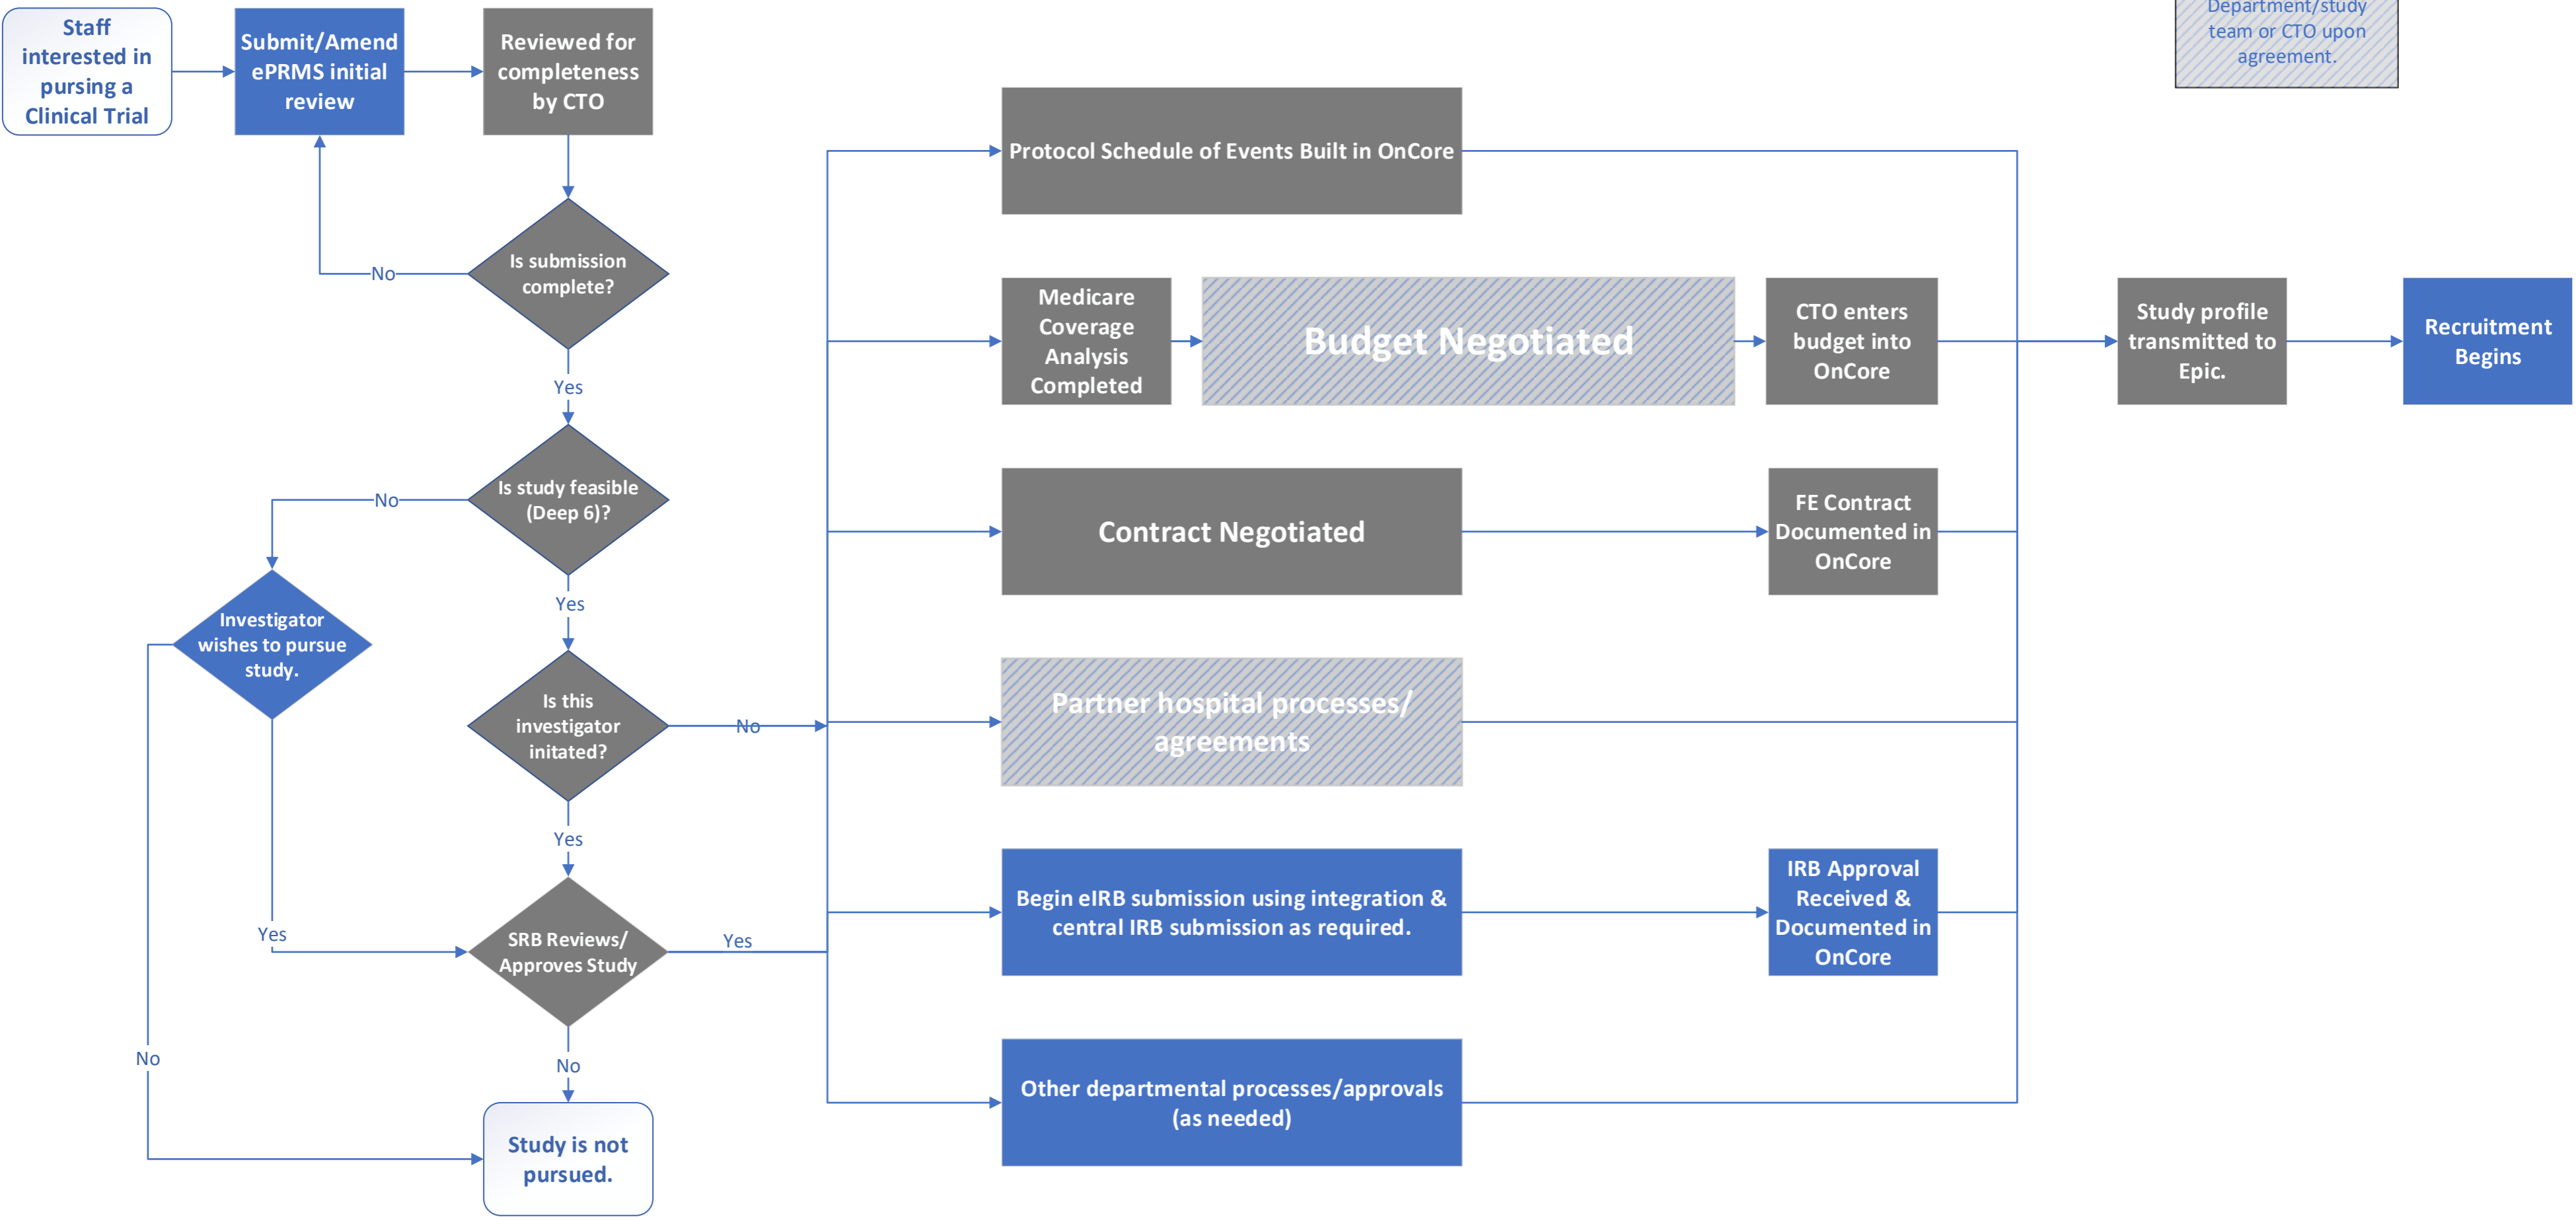 Staff
interested in
pursing a
Clinical Trial
Submit/Amend
ePRMS initial
review
Reviewed for
completeness
by CTO
Department/study
team or CTO upon
agreement.
Is submission
complete?
No
Yes
Is study feasible
(Deep 6)?
No
Yes
Investigator
wishes to pursue
study.
Yes
No
Is this
investigator
initated?
No
Yes
SRB Reviews/
Approves Study
Yes
No
Study is not
pursued.
Protocol Schedule of Events Built in OnCore
Medicare
Coverage
Analysis
Completed
Budget Negotiated
CTO enters
budget into
OnCore
Contract Negotiated
FE Contract
Documented in
OnCore
Partner hospital processes/
agreements
Begin eIRB submission using integration &
central IRB submission as required.
IRB Approval
Received &
Documented in
OnCore
Other departmental processes/approvals
(as needed)
Study profile
transmitted to
Epic.
Recruitment
Begins